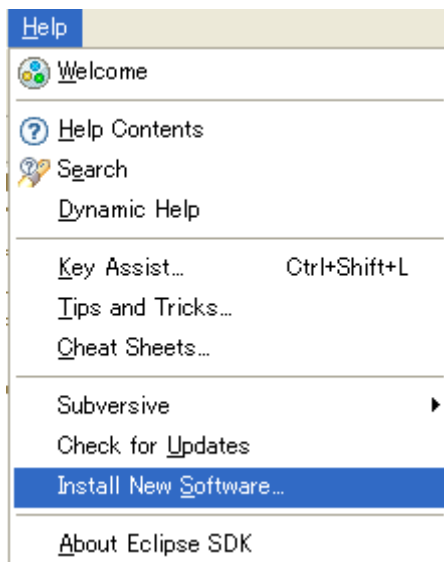 Help
Welcome
Help Contents
Search
Dynamic Help
Key Assist... Ctrl+Shift+L
Tips and Tricks...
Cheat Sheets...
Subversive
Check for Updates
Install New Software...
About Eclipse SDK